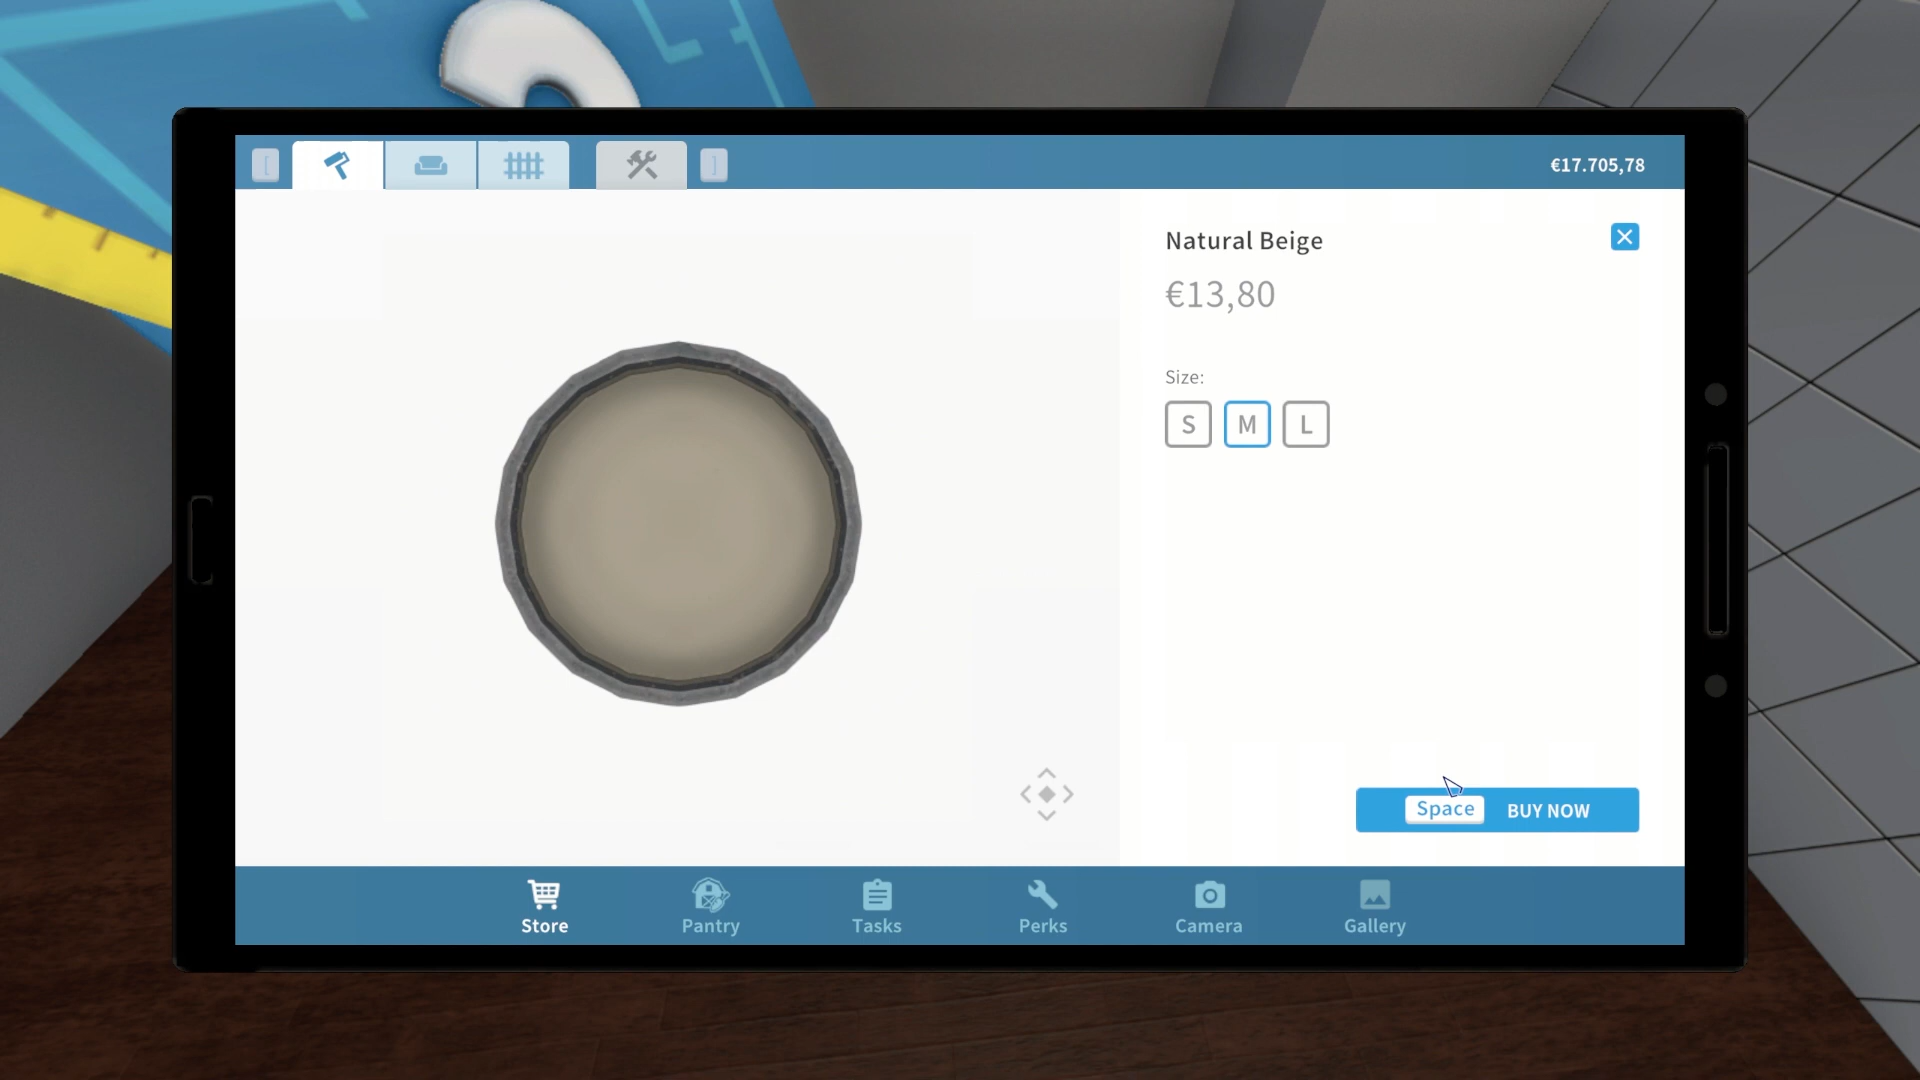 [
]
€17.705,78
Natural Beige
€13,80
Size:
S M L
Space BUY NOW
Store Pantry Tasks Perks Camera Gallery